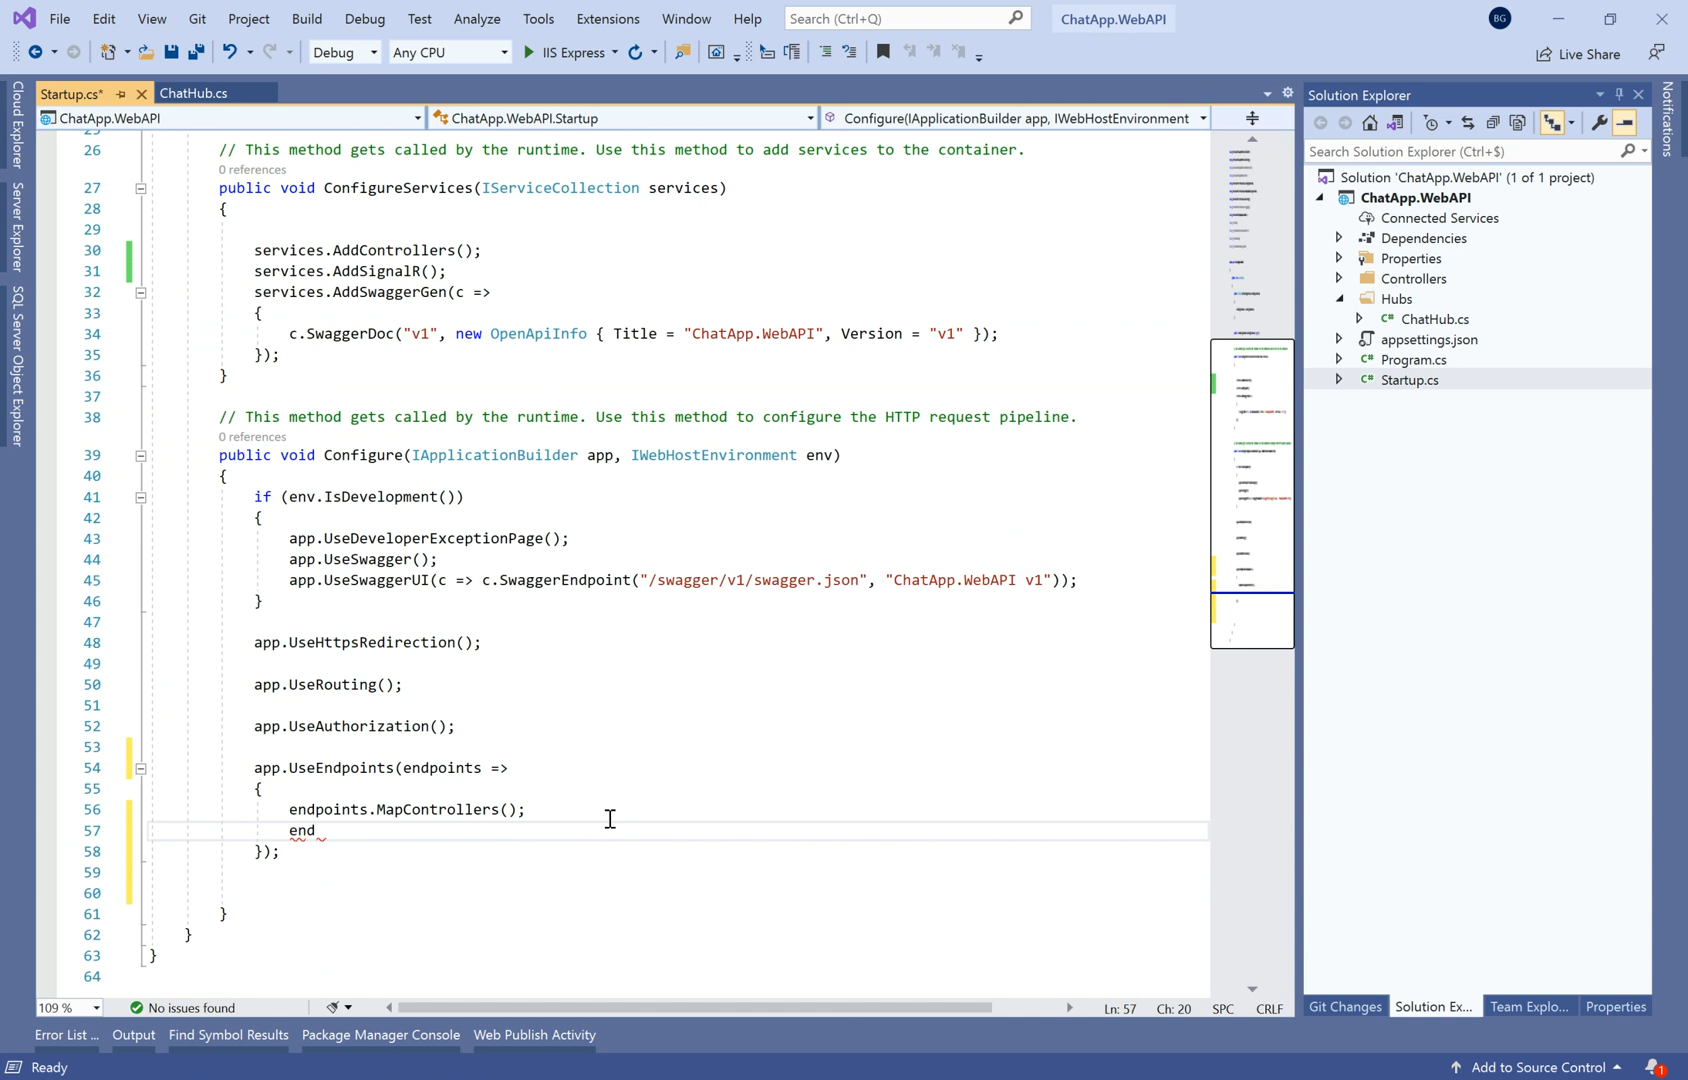 File Edit View Git Project Build Debug Test Analyze Tools Extensions Window Help Search (Ctrl+Q) ChatApp.WebAPI BG
Debug Any CPU IIS Express Live Share
Startup.cs* ChatHub.cs
ChatApp.WebAPI ChatApp.WebAPI.Startup Configure(IApplicationBuilder app, IWebHostEnvironment
Cloud Explorer
Server Explorer
SQL Server Object Explorer
26 // This method gets called by the runtime. Use this method to add services to the container.
0 references
27 public void ConfigureServices(IServiceCollection services)
28 {
29
30 services.AddControllers();
31 services.AddSignalR();
32 services.AddSwaggerGen(c =>
33 {
34 c.SwaggerDoc("v1", new OpenApiInfo { Title = "ChatApp.WebAPI", Version = "v1" });
35 });
36 }
37
38 // This method gets called by the runtime. Use this method to configure the HTTP request pipeline.
0 references
39 public void Configure(IApplicationBuilder app, IWebHostEnvironment env)
40 {
41 if (env.IsDevelopment())
42 {
43 app.UseDeveloperExceptionPage();
44 app.UseSwagger();
45 app.UseSwaggerUI(c => c.SwaggerEndpoint("/swagger/v1/swagger.json", "ChatApp.WebAPI v1"));
46 }
47
48 app.UseHttpsRedirection();
49
50 app.UseRouting();
51
52 app.UseAuthorization();
53
54 app.UseEndpoints(endpoints =>
55 {
56 endpoints.MapControllers();
57 end
58 });
59
60
61 }
62 }
63 }
64
109 % No issues found Ln: 57 Ch: 20 SPC CRLF
Solution Explorer
Search Solution Explorer (Ctrl+$)
Solution 'ChatApp.WebAPI' (1 of 1 project)
ChatApp.WebAPI
Connected Services
Dependencies
Properties
Controllers
Hubs
C# ChatHub.cs
appsettings.json
C# Program.cs
C# Startup.cs
Git Changes Solution Ex... Team Explo... Properties
Notifications
Error List ... Output Find Symbol Results Package Manager Console Web Publish Activity
Ready Add to Source Control 1